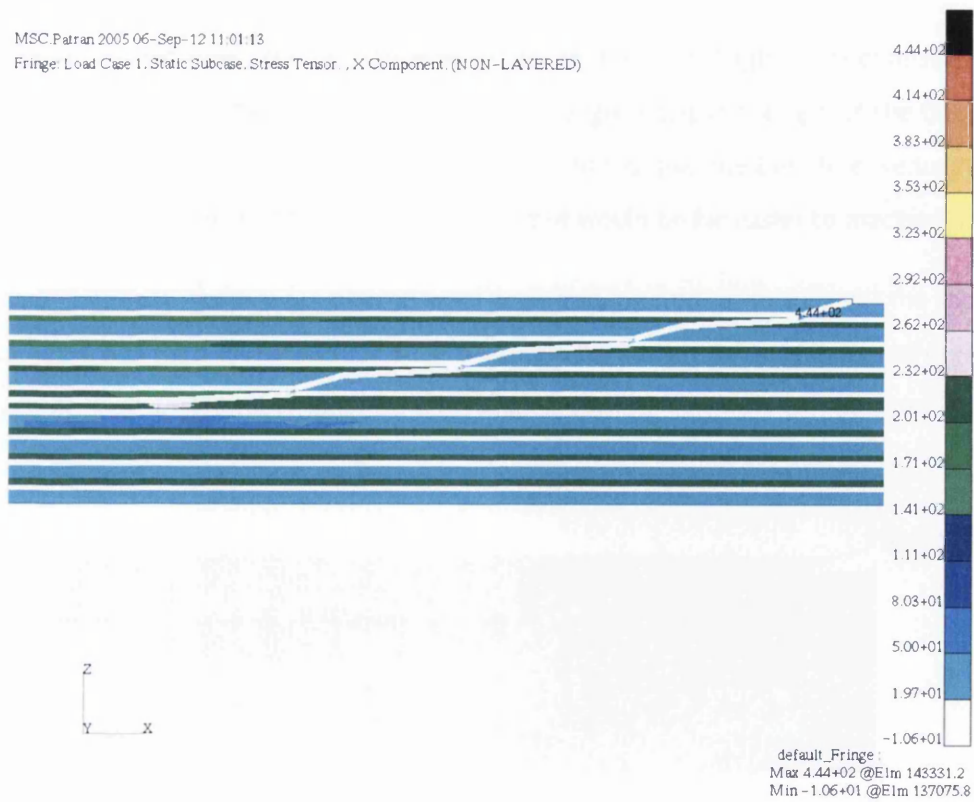 MSC.Patran 2005 06-Sep-12 11:01:13
Fringe: Load Case 1, Static Subcase, Stress Tensor, , X Component, (NON-LAYERED)
4.44+02
4.14+02
3.83+02
3.53+02
3.23+02
2.92+02
2.62+02
2.32+02
2.01+02
1.71+02
1.41+02
1.11+02
8.03+01
5.00+01
1.97+01
-1.06+01
4.44+02
Z
Y X
default_Fringe :
Max 4.44+02 @Elm 143331.2
Min -1.06+01 @Elm 137075.8